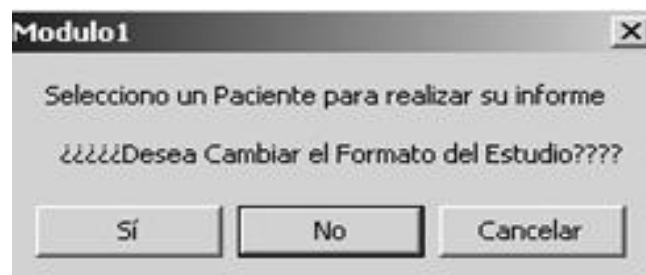 Modulo1
Selecciono un Paciente para realizar su informe
¿¿¿¿¿Desea Cambiar el Formato del Estudio????
Sí No Cancelar